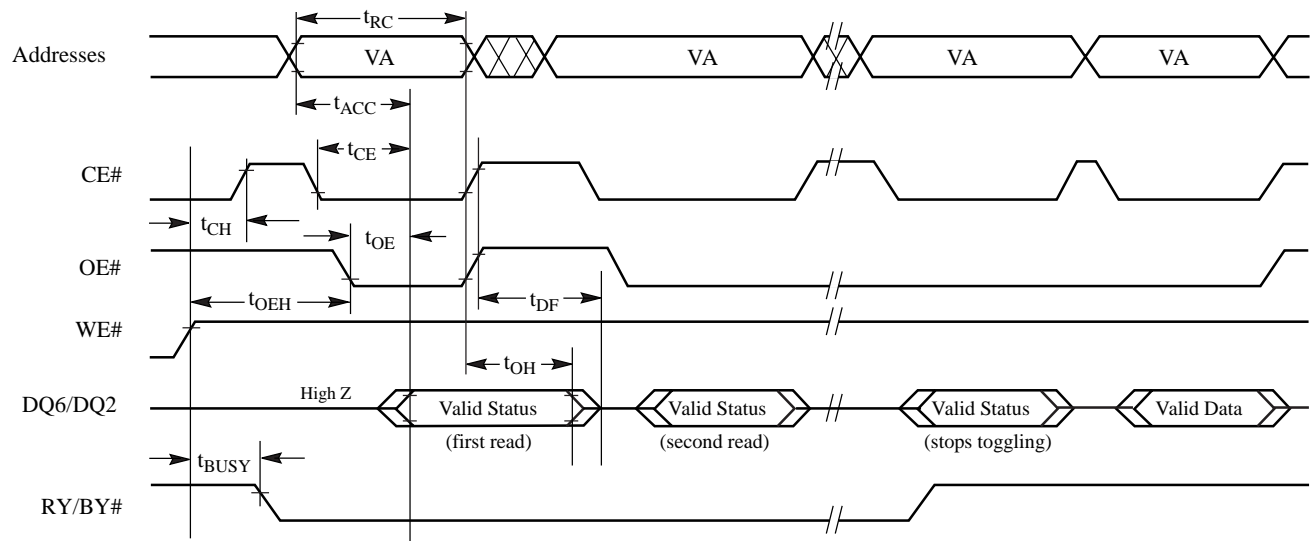 tRC
Addresses VA VA VA VA
tACC
tCE
CE#
tCH
tOE
OE#
tOEH tDF
WE#
tOH
DQ6/DQ2 High Z Valid Status Valid Status Valid Status Valid Data
(first read) (second read) (stops toggling)
tBUSY
RY/BY#